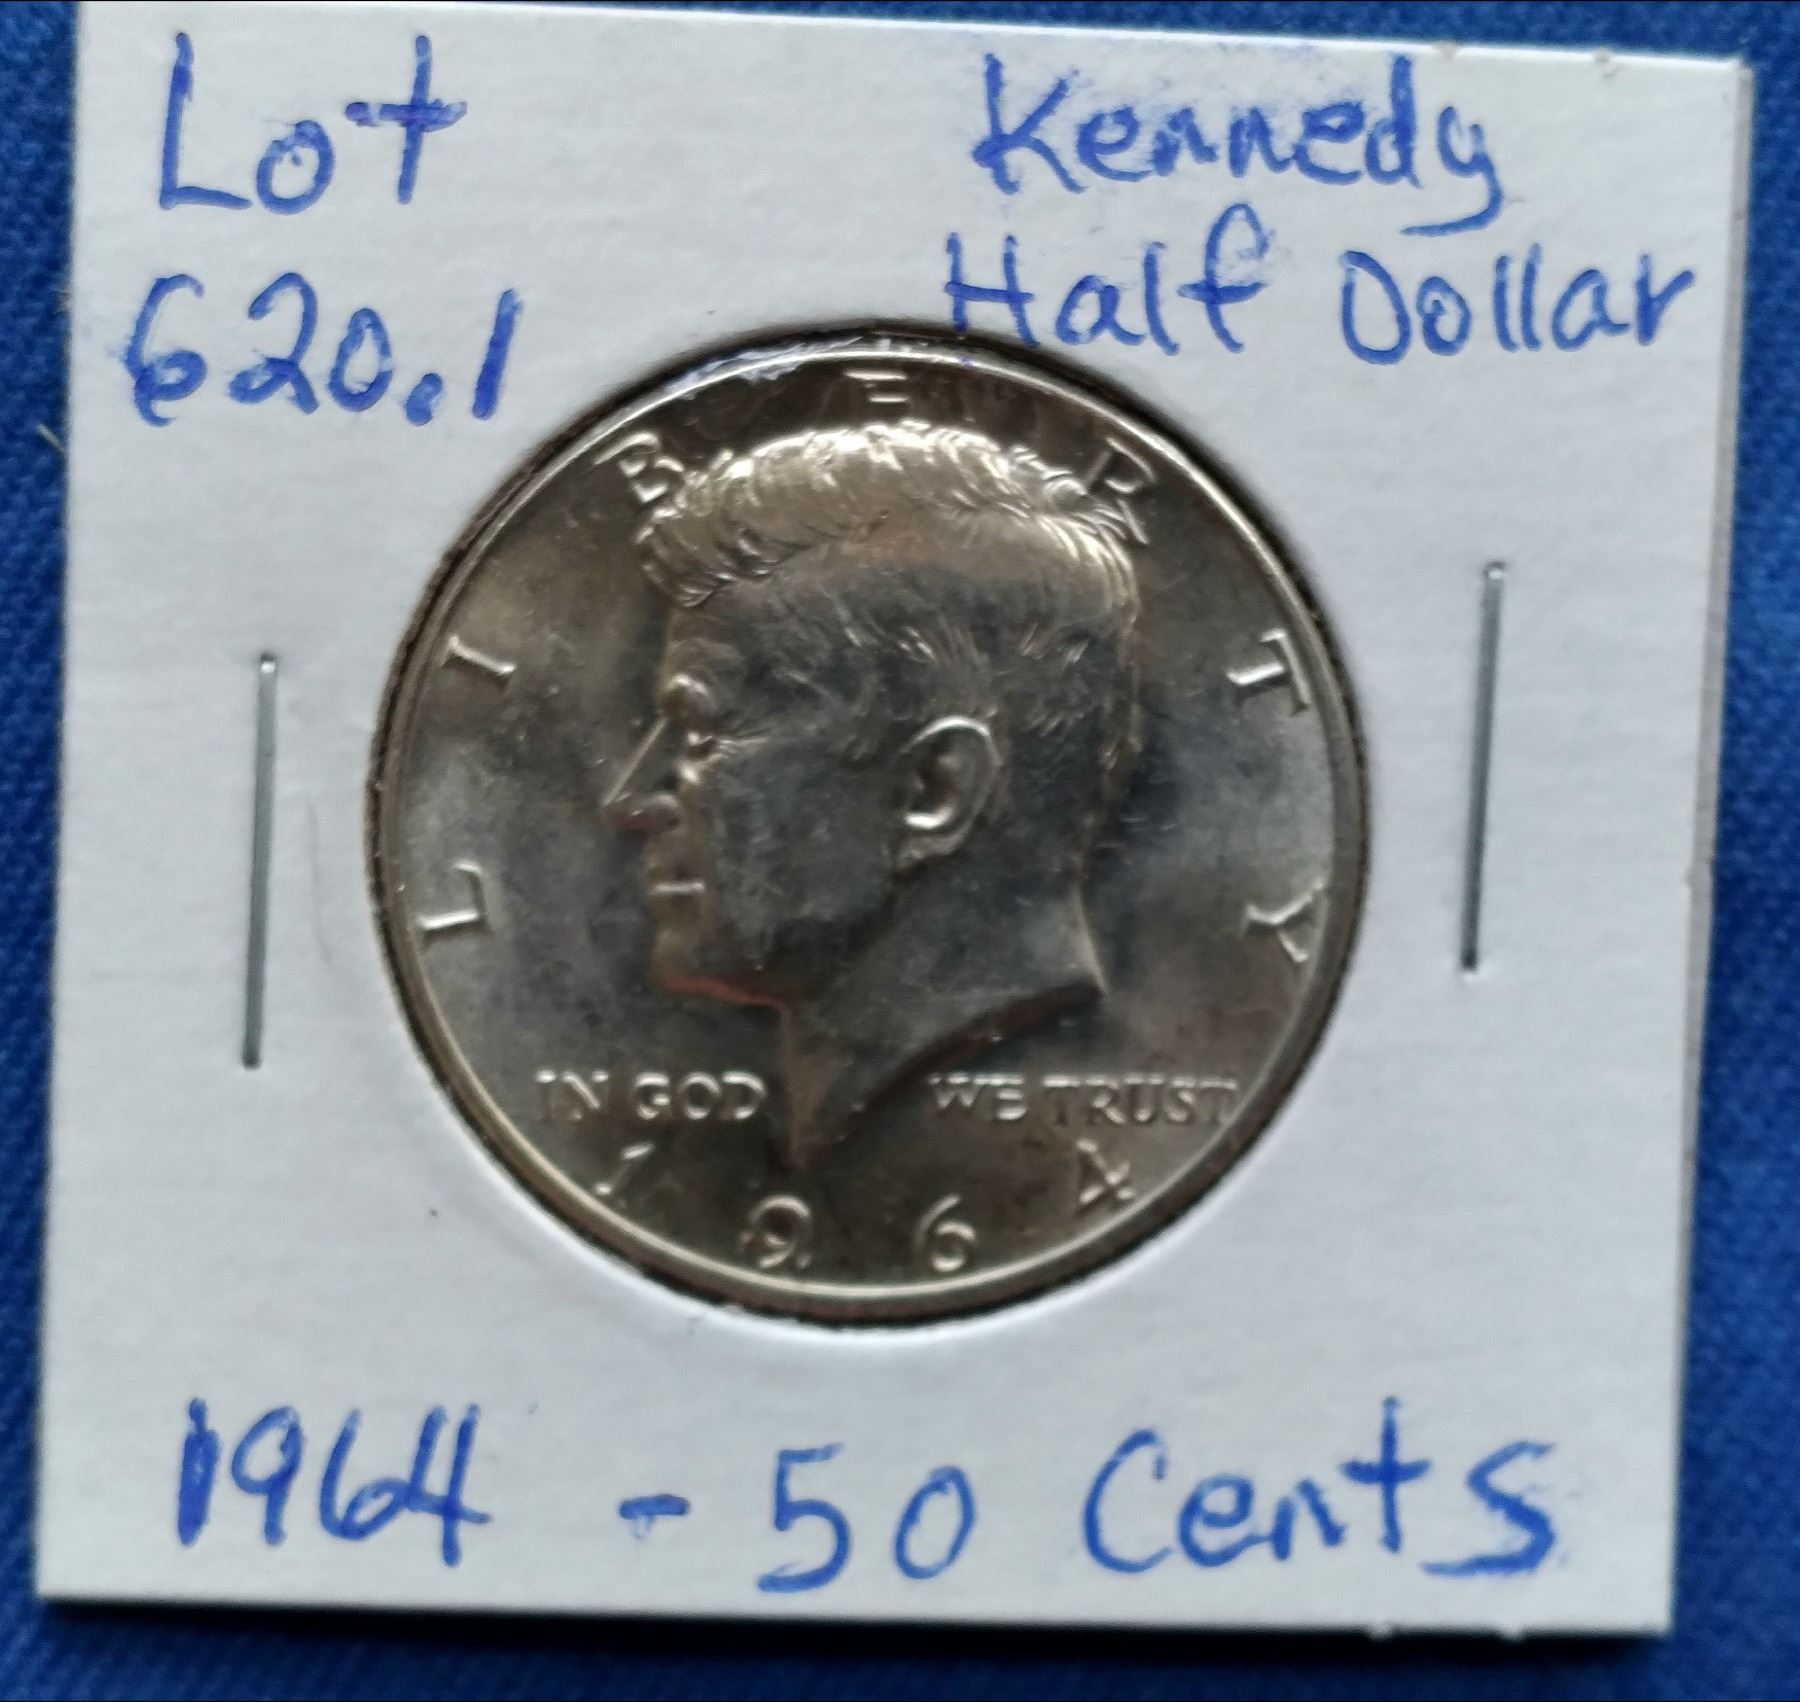 Lot
620.1
Kennedy
Half Dollar
LIBERTY
IN GOD WE TRUST
1964
1964 - 50 Cents